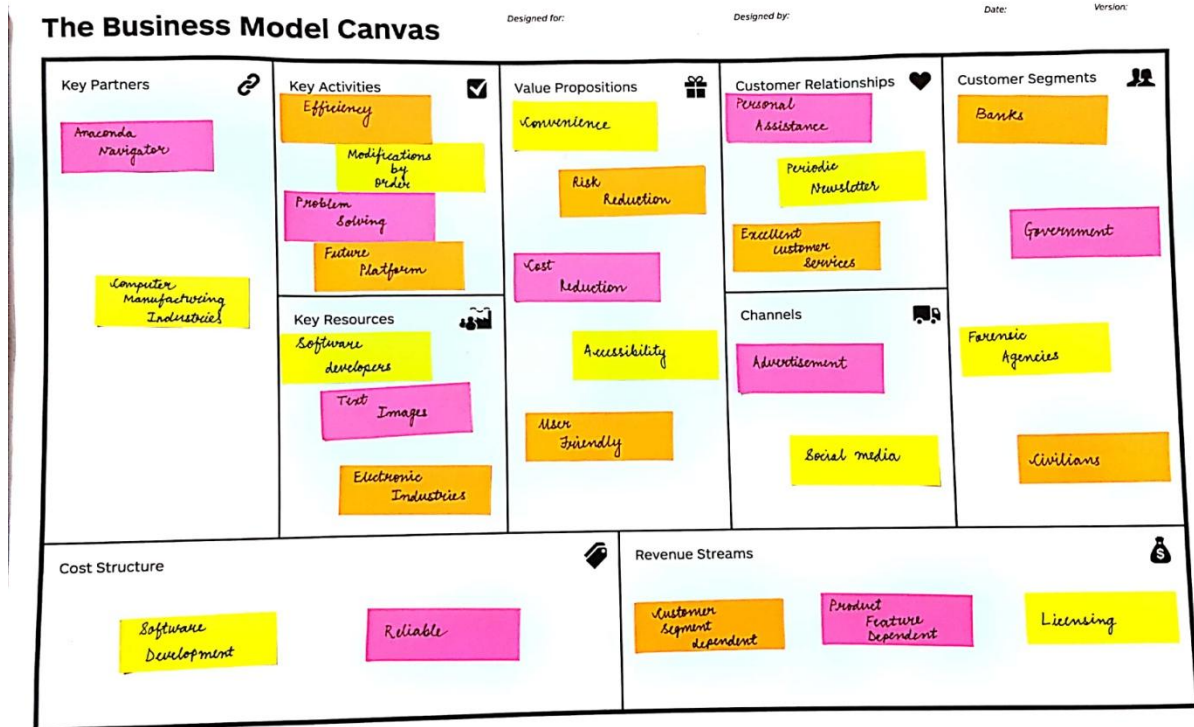 The Business Model Canvas
Designed for:
Designed by:
Date:
Version:
Key Partners
Anaconda
Navigator
Computer
Manufacturing
Industries
Key Activities
Efficiency
Modifications
by
Order
Problem
Solving
Future
Platform
Key Resources
Software
developers
Text
Images
Electronic
Industries
Value Propositions
Convenience
Risk
Reduction
Cost
Reduction
Accessibility
User
Friendly
Customer Relationships
Personal
Assistance
Periodic
Newsletter
Excellent
customer
Services
Channels
Advertisement
Social media
Customer Segments
Banks
Government
Forensic
Agencies
Civilians
Cost Structure
Software
Development
Reliable
Revenue Streams
Customer
Segment
dependent
Product
Feature
Dependent
Licensing